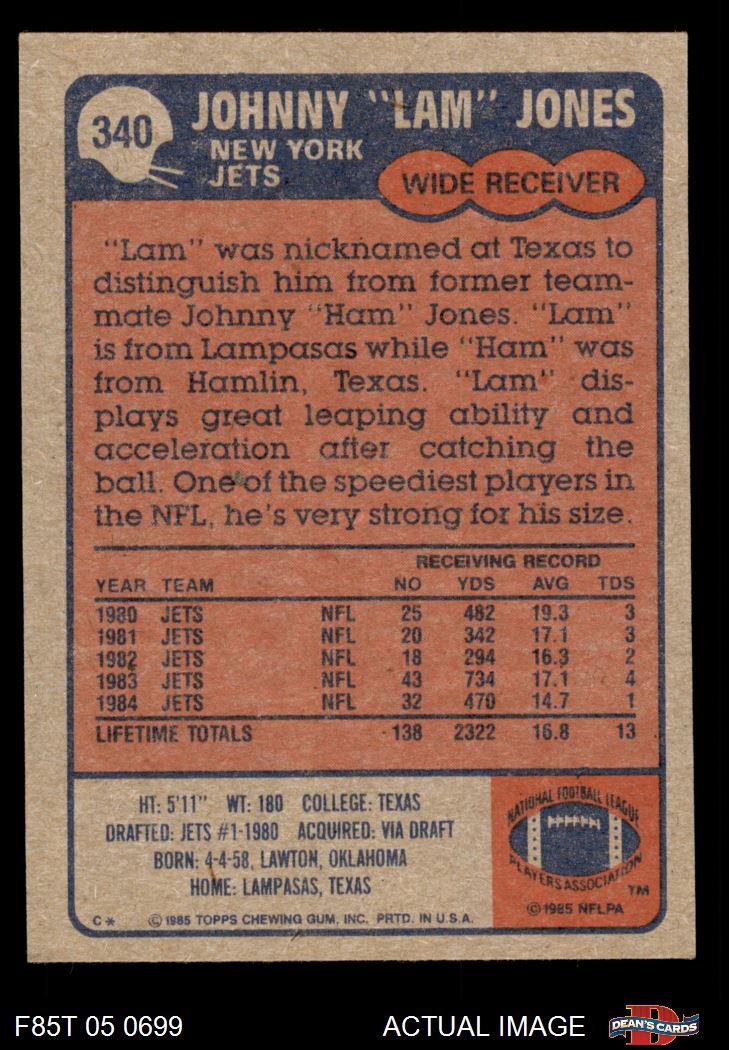 340
JOHNNY "LAM" JONES
NEW YORK
JETS
WIDE RECEIVER
"Lam" was nicknamed at Texas to
distinguish him from former team-
mate Johnny "Ham" Jones. "Lam"
is from Lampasas while "Ham" was
from Hamlin, Texas. "Lam" dis-
plays great leaping ability and
acceleration after catching the
ball. One of the speediest players in
the NFL, he's very strong for his size.
RECEIVING RECORD
YEAR TEAM NO YDS AVG TDS
1980 JETS NFL 25 482 19.3 3
1981 JETS NFL 20 342 17.1 3
1982 JETS NFL 18 294 16.3 2
1983 JETS NFL 43 734 17.1 4
1984 JETS NFL 32 470 14.7 1
LIFETIME TOTALS 138 2322 16.8 13
HT: 5'11" WT: 180 COLLEGE: TEXAS
DRAFTED: JETS #1-1980 ACQUIRED: VIA DRAFT
BORN: 4-4-58, LAWTON, OKLAHOMA
HOME: LAMPASAS, TEXAS
C* © 1985 TOPPS CHEWING GUM, INC. PRTD. IN U.S.A.
NATIONAL FOOTBALL LEAGUE
PLAYERS ASSOCIATION
TM
© 1985 NFLPA
F85T 05 0699
ACTUAL IMAGE
DEAN'S CARDS